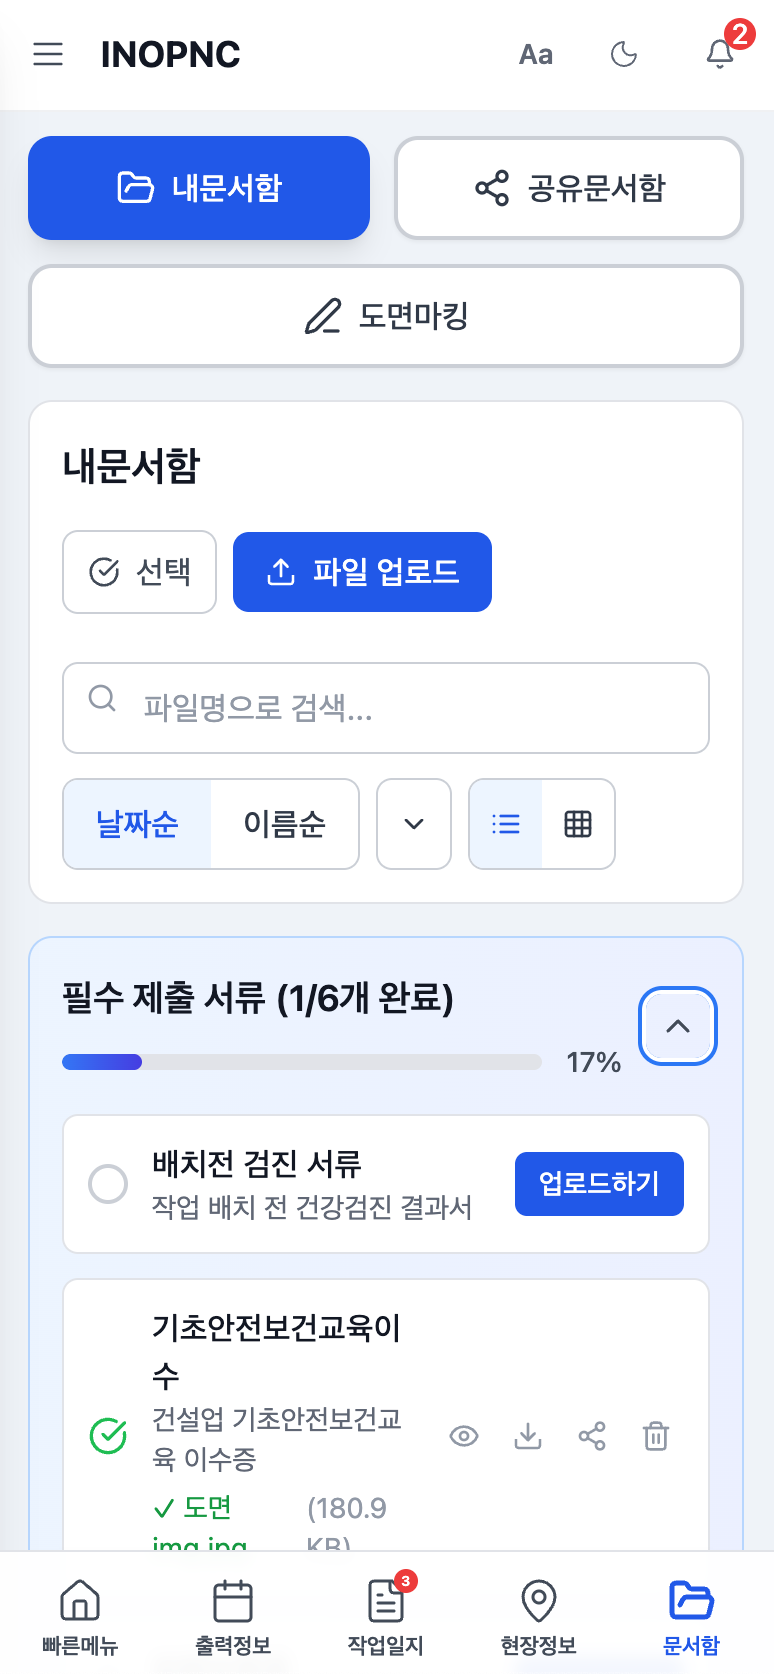 INOPNC
Aa
2
내문서함
공유문서함
도면마킹
내문서함
선택
파일 업로드
파일명으로 검색...
날짜순
이름순
필수 제출 서류 (1/6개 완료)
17%
배치전 검진 서류
작업 배치 전 건강검진 결과서
업로드하기
기초안전보건교육이
수
건설업 기초안전보건교
육 이수증
✓ 도면 (180.9
img.jpg KB)
빠른메뉴
출력정보
3
작업일지
현장정보
문서함